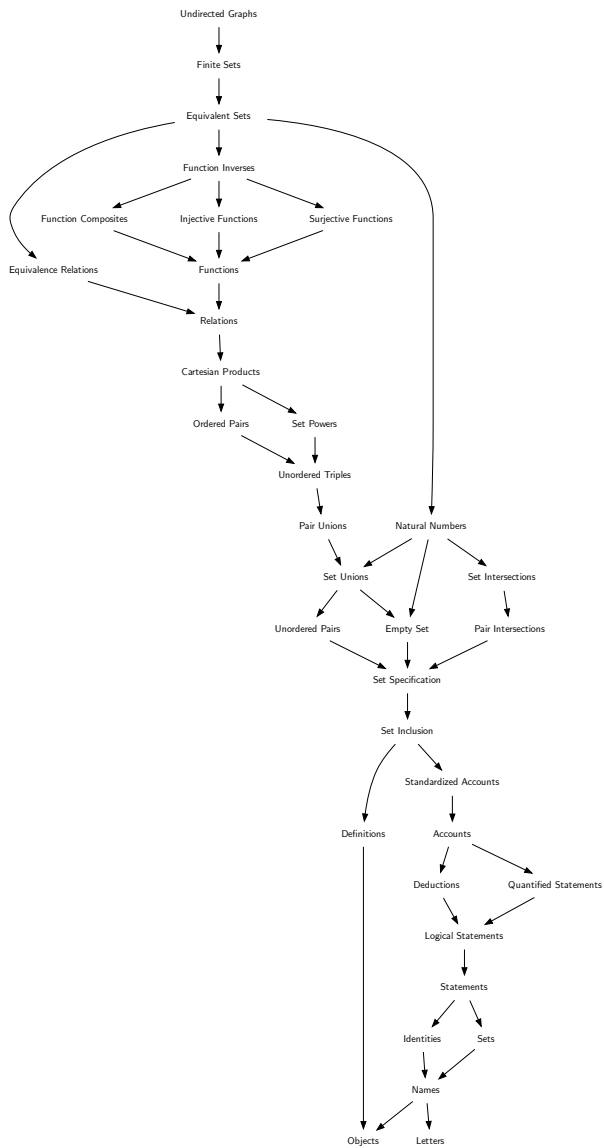 Undirected Graphs
Finite Sets
Equivalent Sets
Function Inverses
Function Composites
Injective Functions
Surjective Functions
Equivalence Relations
Functions
Relations
Cartesian Products
Ordered Pairs
Set Powers
Unordered Triples
Pair Unions
Natural Numbers
Set Unions
Set Intersections
Unordered Pairs
Empty Set
Pair Intersections
Set Specification
Set Inclusion
Standardized Accounts
Definitions
Accounts
Deductions
Quantified Statements
Logical Statements
Statements
Identities
Sets
Names
Objects
Letters